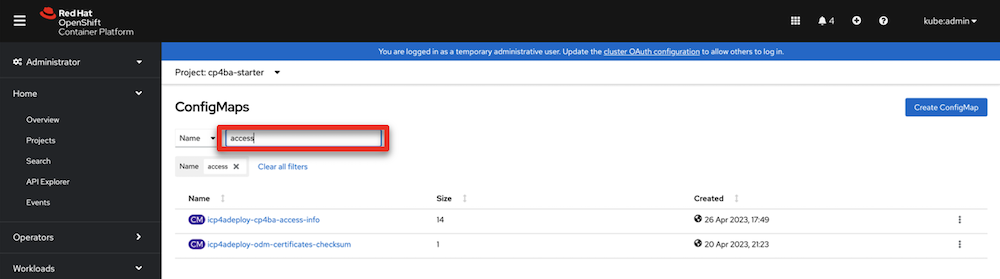 Red Hat
OpenShift
Container Platform
4
kube:admin
You are logged in as a temporary administrative user. Update the cluster OAuth configuration to allow others to log in.
Administrator
Home
Overview
Projects
Search
API Explorer
Events
Operators
Workloads
Project: cp4ba-starter
ConfigMaps
Create ConfigMap
Name access
Name access
Clear all filters
Name Size Created
CM icp4adeploy-cp4ba-access-info 14 26 Apr 2023, 17:49
CM icp4adeploy-odm-certificates-checksum 1 20 Apr 2023, 21:23